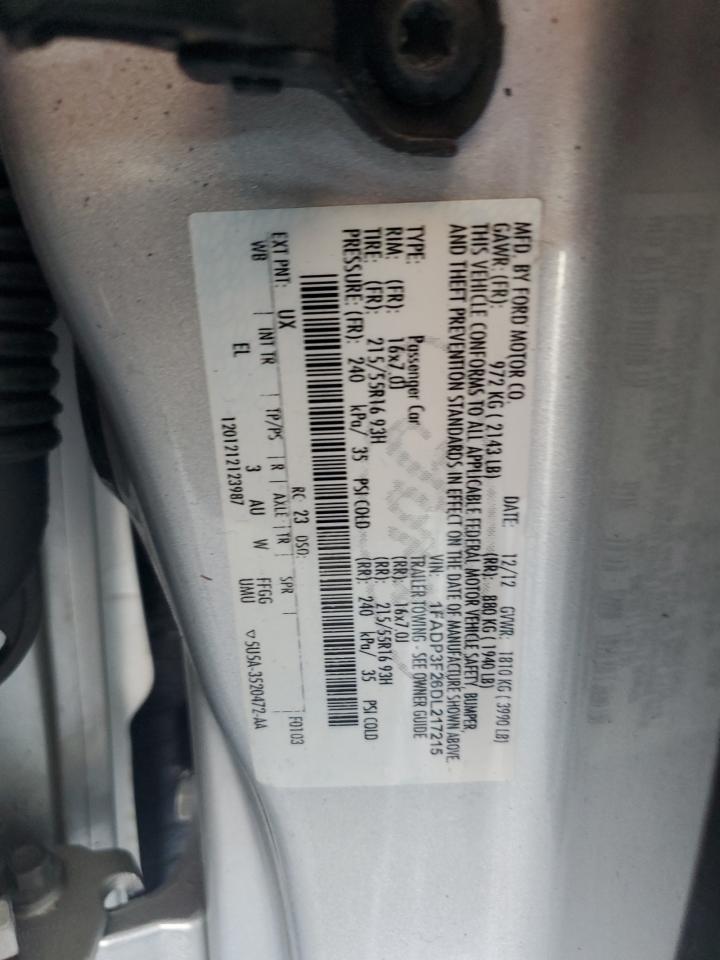 MFD. BY FORD MOTOR CO.
DATE: 12/12 GVWR: 1810 KG ( 3990 LB)
GAWR: (FR): 972 KG ( 2143 LB) (RR): 880 KG ( 1940 LB)
THIS VEHICLE CONFORMS TO ALL APPLICABLE FEDERAL MOTOR VEHICLE SAFETY, BUMPER,
AND THEFT PREVENTION STANDARDS IN EFFECT ON THE DATE OF MANUFACTURE SHOWN ABOVE.
VIN: 1FADP3F26DL217215
TYPE: Passenger Car TRAILER TOWING - SEE OWNER GUIDE
RIM: (FR): 16x7.0J (RR): 16x7.0J
TIRE: (FR): 215/55R16 93H (RR): 215/55R16 93H
PRESSURE: (FR): 240 kPa/ 35 PSI COLD (RR): 240 kPa/ 35 PSI COLD
EXT PNT: UX RC: 23 DSO: F0103
WB INT TR TP/PS R AXLE TR SPR
EL 3 AU W FFGG
1201212123987 UMU ▽ 5U5A-3520472-AA